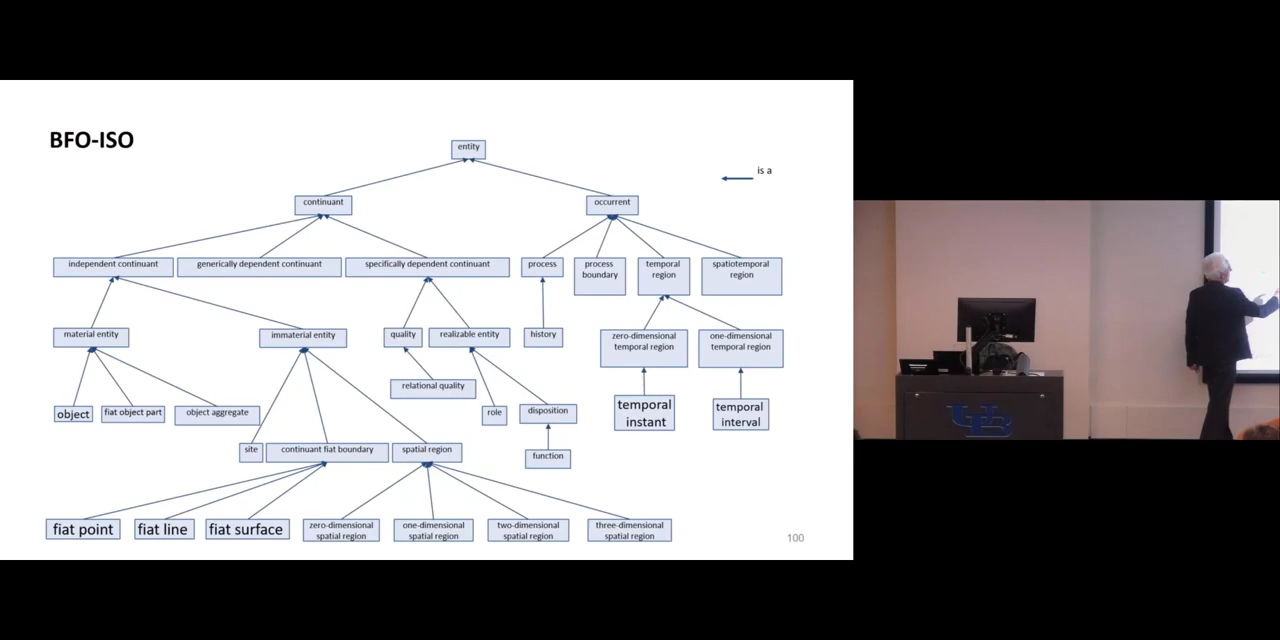 BFO-ISO
entity
is a
continuant
occurrent
independent continuant
generically dependent continuant
specifically dependent continuant
process
process
boundary
temporal
region
spatiotemporal
region
material entity
immaterial entity
quality
realizable entity
history
zero-dimensional
temporal region
one-dimensional
temporal region
relational quality
object
fiat object part
object aggregate
role
disposition
temporal
instant
temporal
interval
site
continuant fiat boundary
spatial region
function
fiat point
fiat line
fiat surface
zero-dimensional
spatial region
one-dimensional
spatial region
two-dimensional
spatial region
three-dimensional
spatial region
100
UB